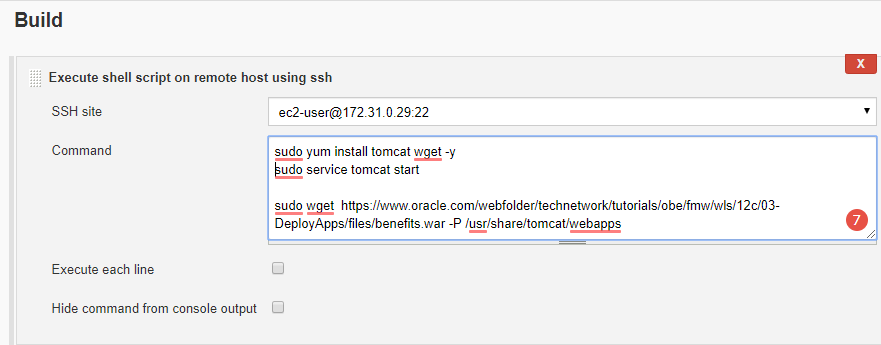 Build
X
Execute shell script on remote host using ssh
SSH site
ec2-user@172.31.0.29:22
Command
sudo yum install tomcat wget -y
sudo service tomcat start
sudo wget  https://www.oracle.com/webfolder/technetwork/tutorials/obe/fmw/wls/12c/03-
DeployApps/files/benefits.war -P /usr/share/tomcat/webapps
7
Execute each line
Hide command from console output